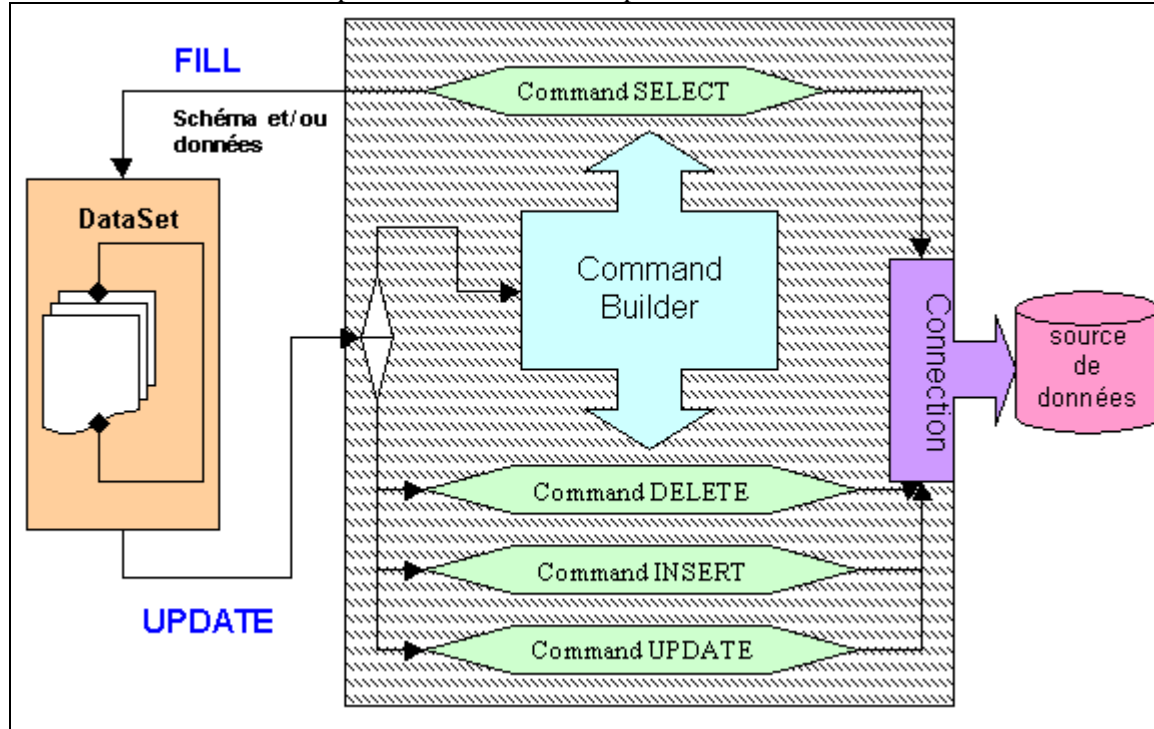 FILL
Command SELECT
Schéma et/ou
données
DataSet
Command
Builder
Connection
source
de
données
Command DELETE
Command INSERT
UPDATE
Command UPDATE